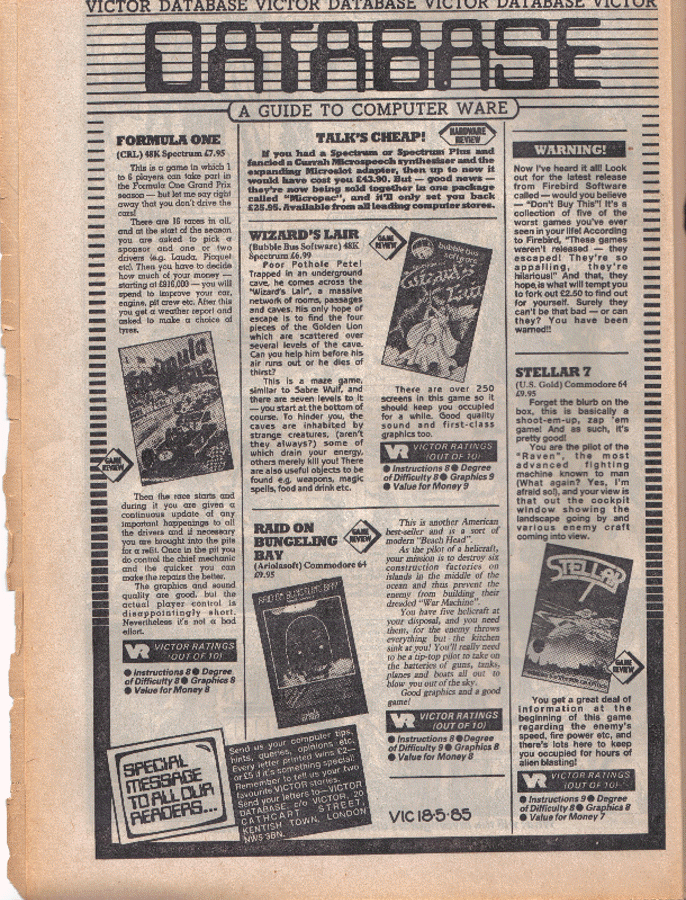 VICTOR DATABASE VICTOR DATABASE VICTOR DATABASE VICTOR
DATABASE
A GUIDE TO COMPUTER WARE
FORMULA ONE
(CRL) 48K Spectrum £7.95
This is a game in which 1
to 6 players can take part in
the Formula One Grand Prix
season — but let me say right
away that you don't drive the
cars!
There are 16 races in all,
and at the start of the season
you are asked to pick a
sponsor and one or two
drivers (e.g. Lauda, Picquet
etc). Then you have to decide
how much of your money —
starting at £816,000 — you will
spend to improve your car,
engine, pit crew etc. After this
you get a weather report and
asked to make a choice of
tyres.
GAME
REVIEW
Then the race starts and
during it you are given a
continuous update of any
important happenings to all
the drivers and if necessary
you are brought into the pits
for a refit. Once in the pit you
do control the chief mechanic
and the quicker you can
make the repairs the better.
The graphics and sound
quality are good, but the
actual player control is
disappointingly short.
Nevertheless it's not a bad
effort.
VR VICTOR RATINGS
(OUT OF 10)
● Instructions 8 ● Degree
of Difficulty 8 ● Graphics 8
● Value for Money 8
TALK'S CHEAP!
HARDWARE
REVIEW
If you had a Spectrum or Spectrum Plus and
fancied a Currah Microspeech synthesiser and the
expanding Microslot adapter, then up to now it
would have cost you £43.90. But — good news —
they're now being sold together in one package
called "Micropac", and it'll only set you back
£25.95. Available from all leading computer stores.
WIZARD'S LAIR
(Bubble Bus Software) 48K
Spectrum £6.99
Poor Pothole Pete!
Trapped in an underground
cave, he comes across the
"Wizard's Lair", a massive
network of rooms, passages
and caves. His only hope of
escape is to find the four
pieces of the Golden Lion
which are scattered over
several levels of the cave.
Can you help him before his
air runs out or he dies of
thirst?
This is a maze game,
similar to Sabre Wulf, and
there are seven levels to it
— you start at the bottom of
course. To hinder you, the
caves are inhabited by
strange creatures, (aren't
they always?) some of
which drain your energy,
others merely kill you! There
are also useful objects to be
found e.g. weapons, magic
spells, food and drink etc.
GAME
REVIEW
bubble bus
software
Wizard's
Lair
There are over 250
screens in this game so it
should keep you occupied
for a while. Good quality
sound and first-class
graphics too.
VR VICTOR RATINGS
(OUT OF 10)
● Instructions 8 ● Degree
of Difficulty 8 ● Graphics 9
● Value for Money 9
RAID ON
BUNGELING
BAY
(Ariolasoft) Commodore 64
£9.95
GAME
REVIEW
RAID ON BUNGELING BAY
This is another American
best-seller and is a sort of
modern "Beach Head".
As the pilot of a helicraft,
your mission is to destroy six
construction factories on
islands in the middle of the
ocean and thus prevent the
enemy from building their
dreaded "War Machine".
You have five helicraft at
your disposal, and you need
them, for the enemy throws
everything but the kitchen
sink at you! You'll really need
to be a tip-top pilot to take on
the batteries of guns, tanks,
planes and boats all out to
blow you out of the sky.
Good graphics and a good
game!
VR VICTOR RATINGS
(OUT OF 10)
● Instructions 8 ● Degree
of Difficulty 9 ● Graphics 8
● Value for Money 8
WARNING!
Now I've heard it all! Look
out for the latest release
from Firebird Software
called — would you believe
— "Don't Buy This"! It's a
collection of five of the
worst games you've ever
seen in your life! According
to Firebird, "These games
weren't released — they
escaped! They're so
appalling, they're
hilarious!" And that, they
hope, is what will tempt you
to fork out £2.50 to find out
for yourself. Surely they
can't be that bad — or can
they? You have been
warned!!
STELLAR 7
(U.S. Gold) Commodore 64
£9.95
Forget the blurb on the
box, this is basically a
shoot-em-up, zap 'em
game! And as such, it's
pretty good!
You are the pilot of the
"Raven", the most
advanced fighting
machine known to man
(What again? Yes, I'm
afraid so!), and your view is
that out the cockpit
window showing the
landscape going by and
various enemy craft
coming into view.
STELLAR
7
GAME
REVIEW
You get a great deal of
information at the
beginning of this game
regarding the enemy's
speed, fire power etc, and
there's lots here to keep
you occupied for hours of
alien blasting!
VR VICTOR RATINGS
(OUT OF 10)
● Instructions 9 ● Degree
of Difficulty 8 ● Graphics 8
● Value for Money 7
SPECIAL
MESSAGE
TO ALL OUR
READERS...
Send us your computer tips,
hints, queries, opinions etc.
Every letter printed wins £2—
or £5 if it's something special!
Remember to tell us your two
favourite VICTOR stories.
Send your letters to—VICTOR
DATABASE, c/o VICTOR, 20
CATHCART STREET,
KENTISH TOWN, LONDON
NW5 3BN.
VIC 18·5·85